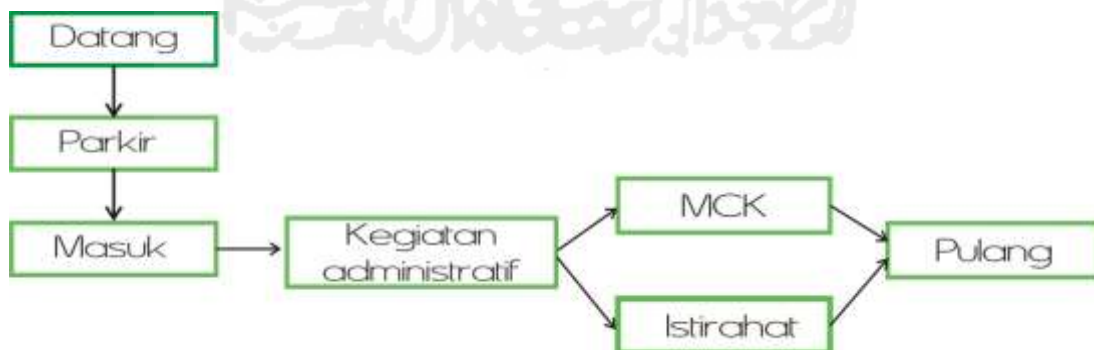 Datang
Parkir
Masuk
Kegiatan
administratif
MCK
Istirahat
Pulang